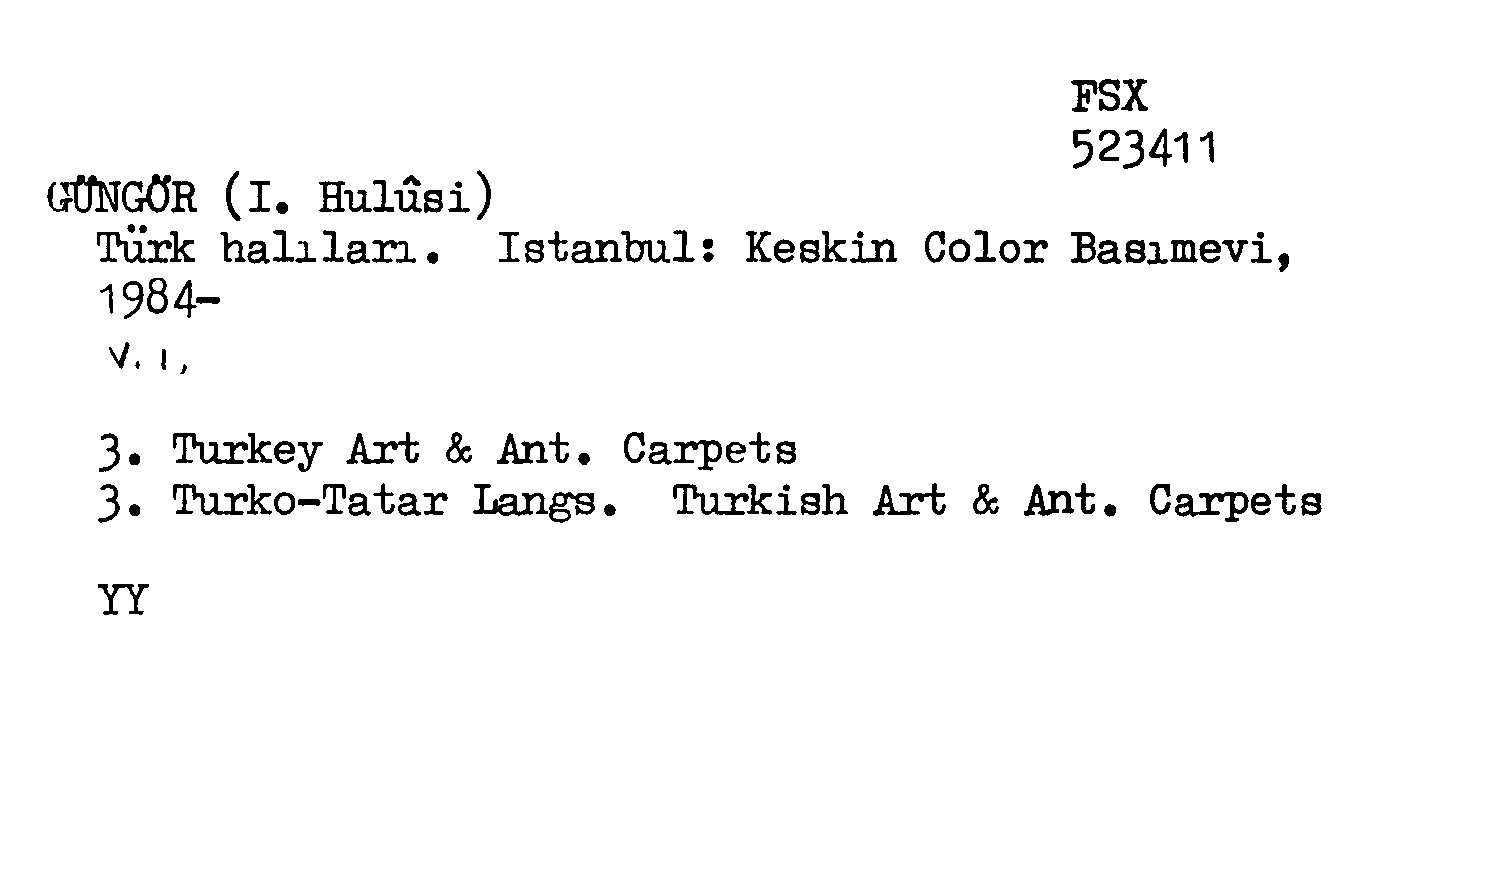 FSX
523411
GÜNGÖR (I. Hulûsi)
Türk halıları. Istanbul: Keskin Color Basımevi,
1984-
V. 1,
3. Turkey Art & Ant. Carpets
3. Turko-Tatar Langs. Turkish Art & Ant. Carpets
YY